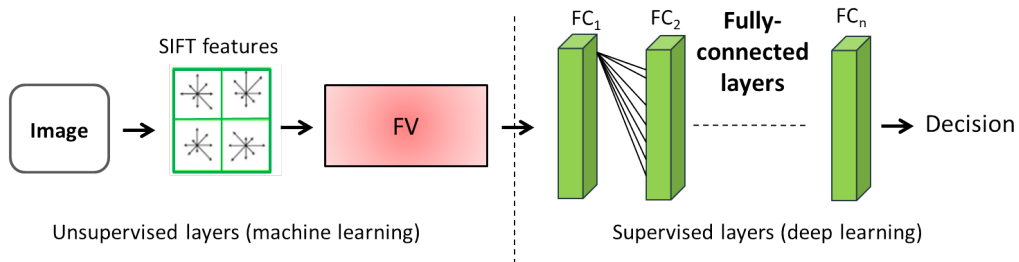 SIFT features
Image
FV
Unsupervised layers (machine learning)
FC1
FC2
Fully-
connected
layers
FCn
Decision
Supervised layers (deep learning)